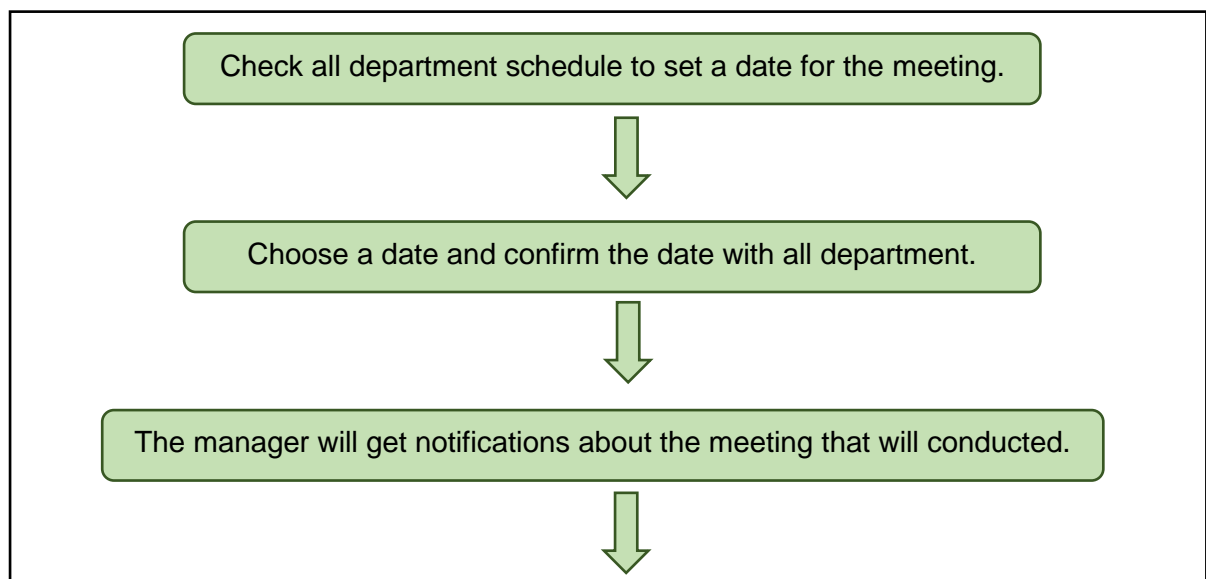 Check all department schedule to set a date for the meeting.
Choose a date and confirm the date with all department.
The manager will get notifications about the meeting that will conducted.